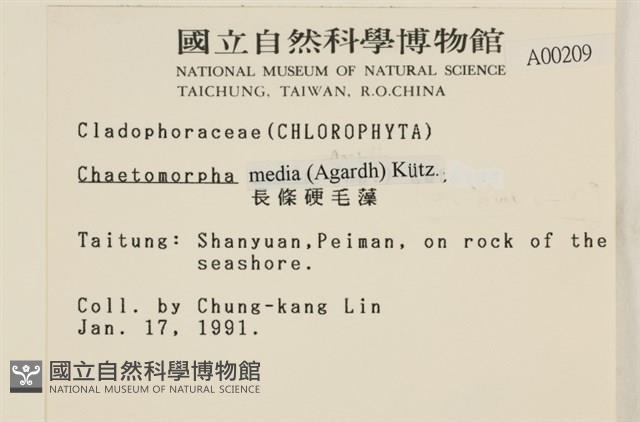 國立自然科學博物館
A00209
NATIONAL MUSEUM OF NATURAL SCIENCE
TAICHUNG, TAIWAN, R.O.CHINA
Cladophoraceae(CHLOROPHYTA)
Chaetomorpha media (Agardh) Kütz.;
長條硬毛藻
Taitung: Shanyuan,Peiman, on rock of the
seashore.
Coll. by Chung-kang Lin
Jan. 17, 1991.
國立自然科學博物館
NATIONAL MUSEUM OF NATURAL SCIENCE